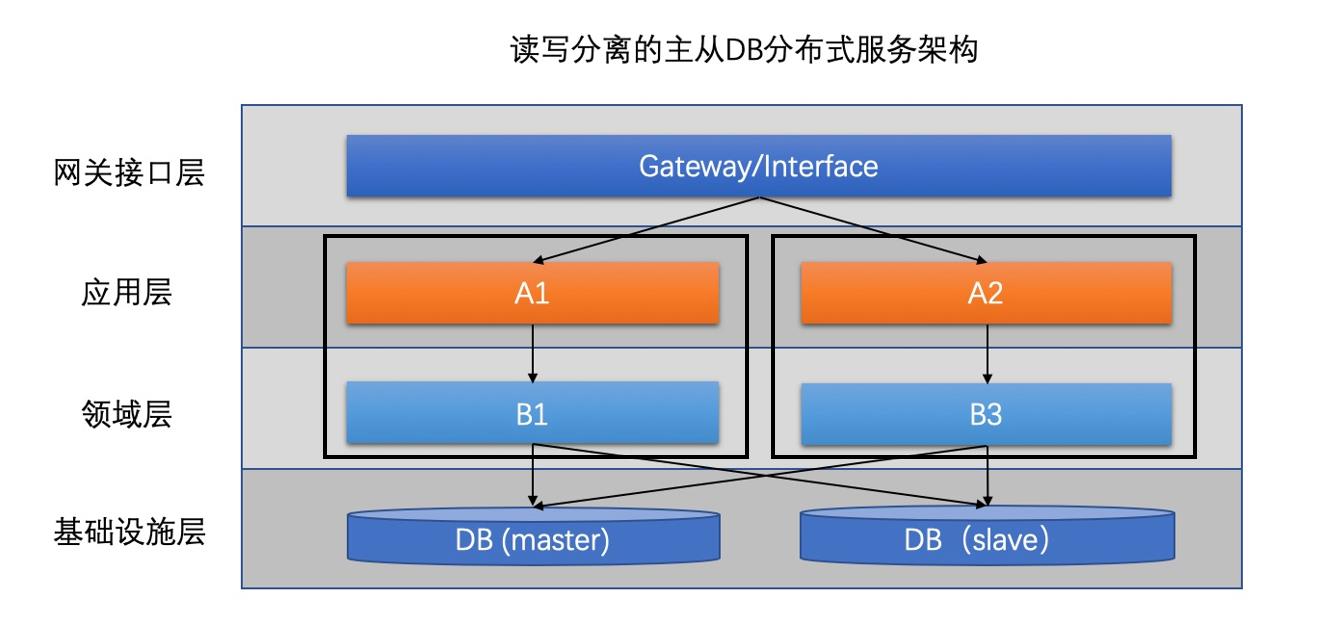 读写分离的主从DB分布式服务架构
网关接口层
Gateway/Interface
应用层
A1
A2
领域层
B1
B3
基础设施层
DB (master)
DB（slave）